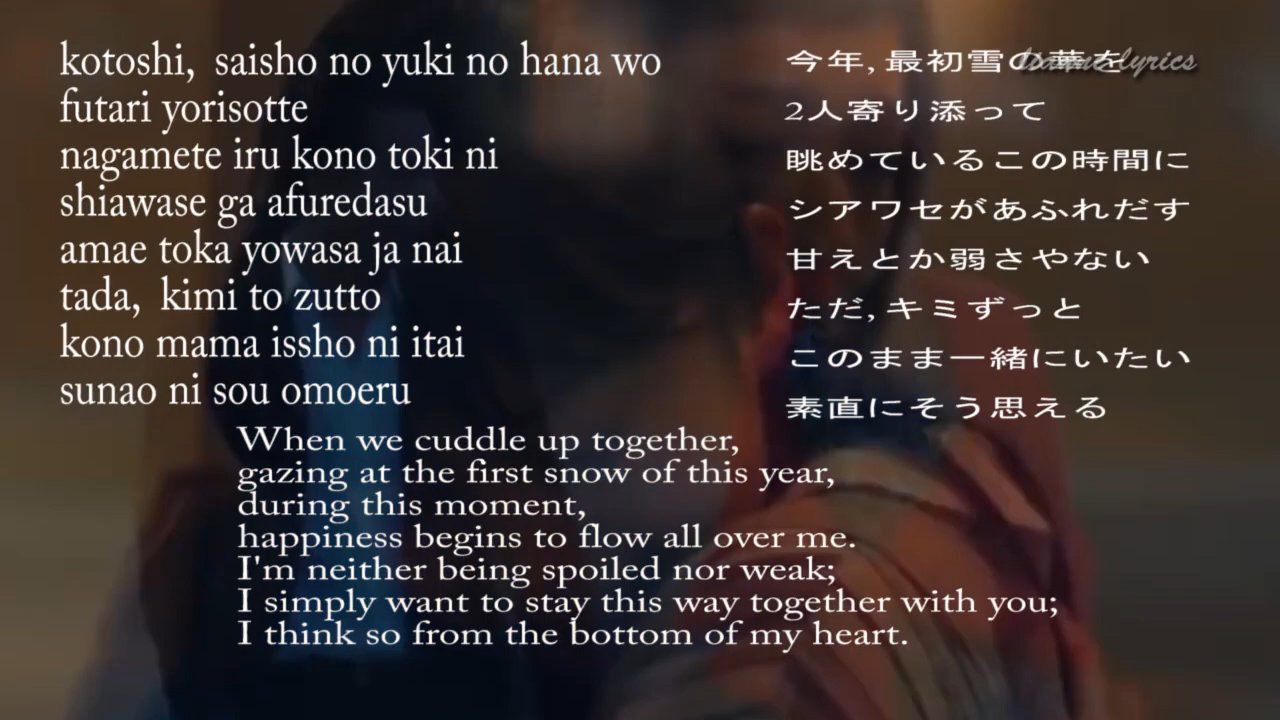 kotoshi, saisho no yuki no hana wo
futari yorisotte
nagamete iru kono toki ni
shiawase ga afuredasu
amae toka yowasa ja nai
tada, kimi to zutto
kono mama issho ni itai
sunao ni sou omoeru
今年, 最初雪の葉を
2人寄り添って
眺めているこの時間に
シアワセがあふれだす
甘えとか弱さやない
ただ, キミずっと
このまま一緒にいたい
素直にそう思える
lyrics
When we cuddle up together,
gazing at the first snow of this year,
during this moment,
happiness begins to flow all over me.
I'm neither being spoiled nor weak;
I simply want to stay this way together with you;
I think so from the bottom of my heart.